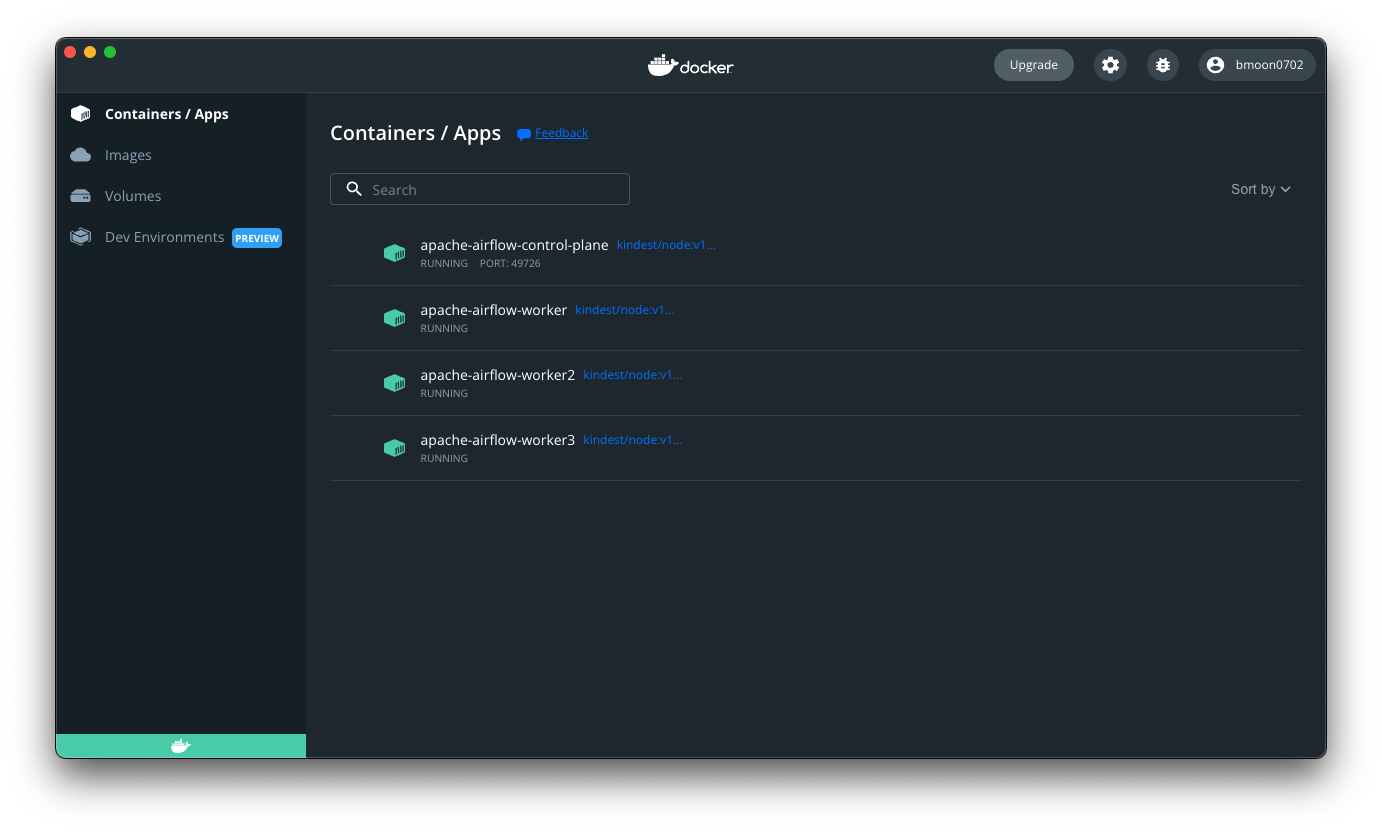 docker
Upgrade
bmoon0702
Containers / Apps
Images
Volumes
Dev Environments PREVIEW
Containers / Apps Feedback
Search
Sort by
apache-airflow-control-plane kindest/node:v1...
RUNNING PORT: 49726
apache-airflow-worker kindest/node:v1...
RUNNING
apache-airflow-worker2 kindest/node:v1...
RUNNING
apache-airflow-worker3 kindest/node:v1...
RUNNING